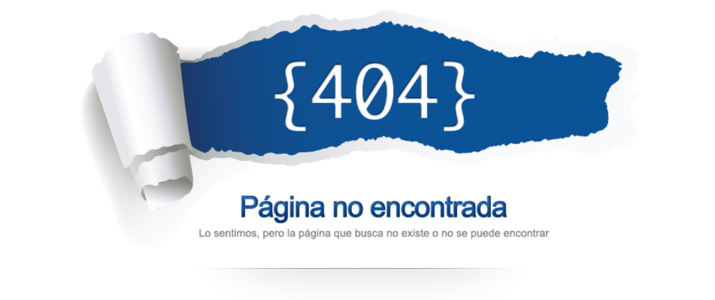 {404}
Página no encontrada
Lo sentimos, pero la página que busca no existe o no se puede encontrar